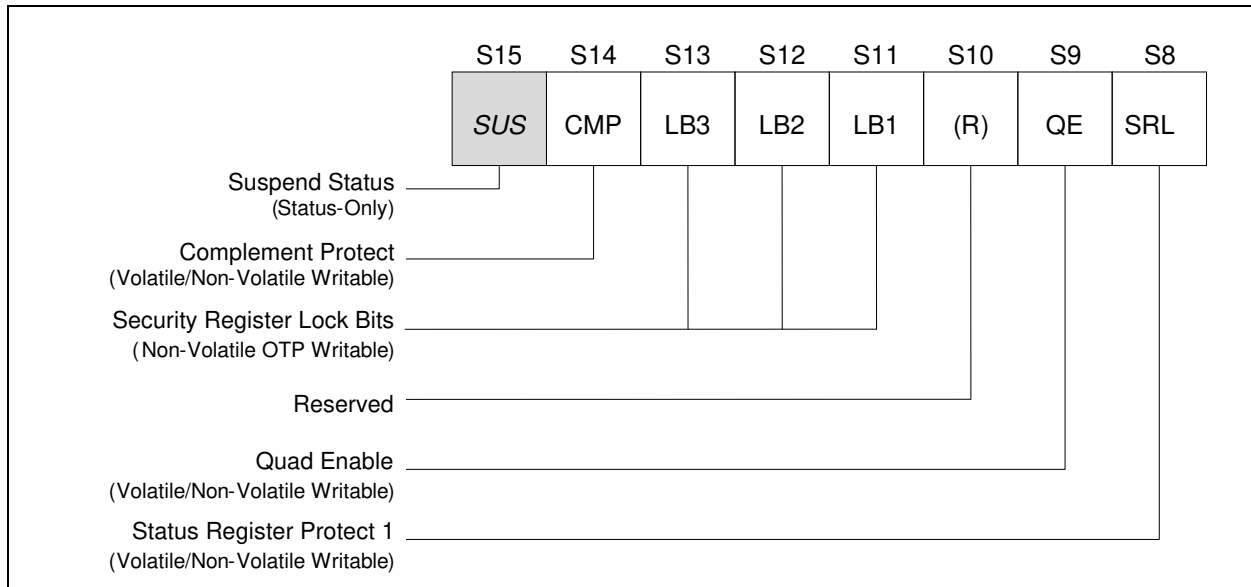 S15 S14 S13 S12 S11 S10 S9 S8
SUS CMP LB3 LB2 LB1 (R) QE SRL
Suspend Status
(Status-Only)
Complement Protect
(Volatile/Non-Volatile Writable)
Security Register Lock Bits
(Non-Volatile OTP Writable)
Reserved
Quad Enable
(Volatile/Non-Volatile Writable)
Status Register Protect 1
(Volatile/Non-Volatile Writable)